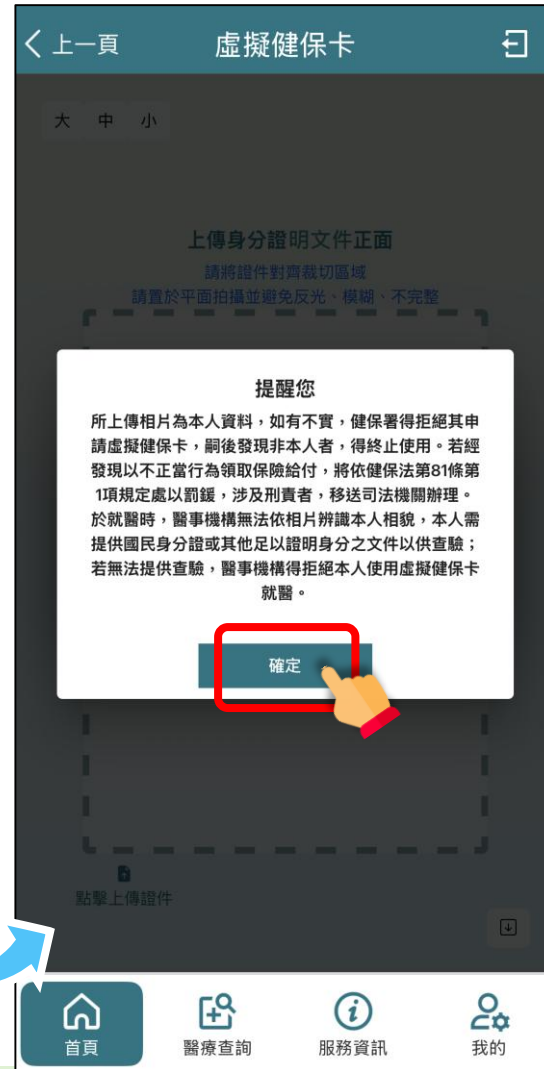 上一頁
虛擬健保卡
大 中 小
上傳身分證明文件正面
請將證件對齊裁切區域
請置於平面拍攝並避免反光、模糊、不完整
提醒您
所上傳相片為本人資料，如有不實，健保署得拒絕其申
請虛擬健保卡，嗣後發現非本人者，得終止使用。若經
發現以不正當行為領取保險給付，將依健保法第81條第
1項規定處以罰鍰，涉及刑責者，移送司法機關辦理。
於就醫時，醫事機構無法依相片辨識本人相貌，本人需
提供國民身分證或其他足以證明身分之文件以供查驗；
若無法提供查驗，醫事機構得拒絕本人使用虛擬健保卡
就醫。
確定
點擊上傳證件
首頁
醫療查詢
服務資訊
我的